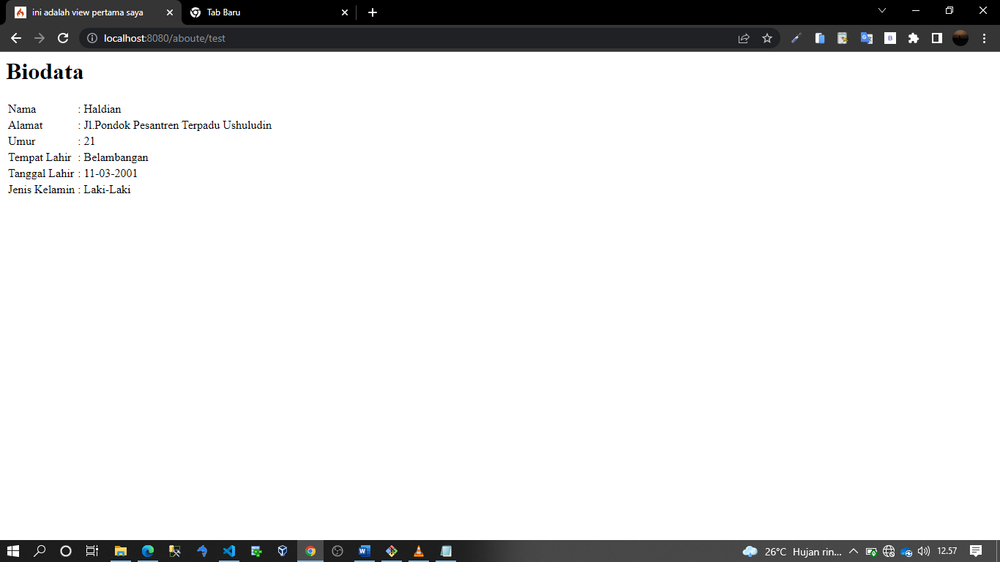 ini adalah view pertama saya
Tab Baru
localhost:8080/aboute/test
B
Biodata
Nama : Haldian
Alamat : Jl.Pondok Pesantren Terpadu Ushuludin
Umur : 21
Tempat Lahir : Belambangan
Tanggal Lahir : 11-03-2001
Jenis Kelamin : Laki-Laki
26°C Hujan rin... 12.57